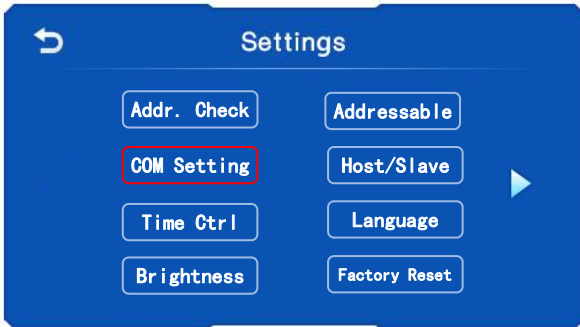 Settings
Addr. Check
Addressable
COM Setting
Host/Slave
Time Ctrl
Language
Brightness
Factory Reset